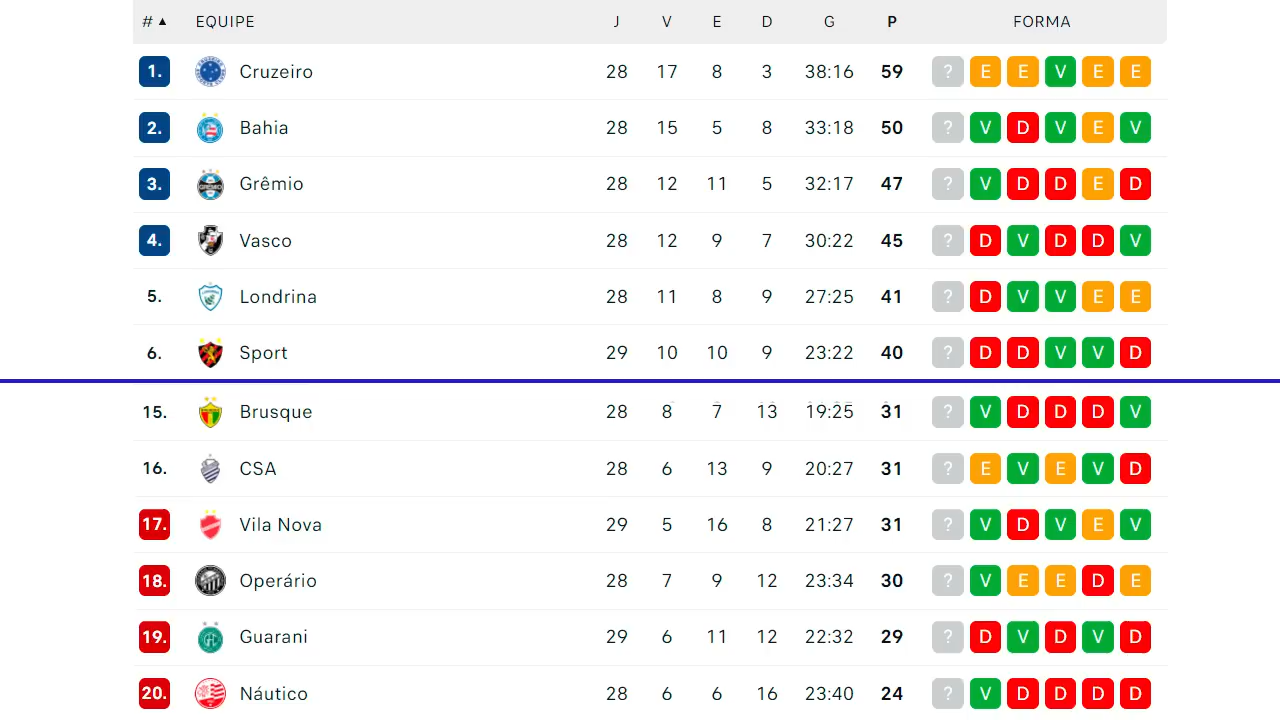 # ▲ EQUIPE J V E D G P FORMA
1. Cruzeiro 28 17 8 3 38:16 59 ? E E V E E
2. Bahia 28 15 5 8 33:18 50 ? V D V E V
3. Grêmio 28 12 11 5 32:17 47 ? V D D E D
4. Vasco 28 12 9 7 30:22 45 ? D V D D V
5. Londrina 28 11 8 9 27:25 41 ? D V V E E
6. Sport 29 10 10 9 23:22 40 ? D D V V D
15. Brusque 28 8 7 13 19:25 31 ? V D D D V
16. CSA 28 6 13 9 20:27 31 ? E V E V D
17. Vila Nova 29 5 16 8 21:27 31 ? V D V E V
18. Operário 28 7 9 12 23:34 30 ? V E E D E
19. Guarani 29 6 11 12 22:32 29 ? D V D V D
20. Náutico 28 6 6 16 23:40 24 ? V D D D D